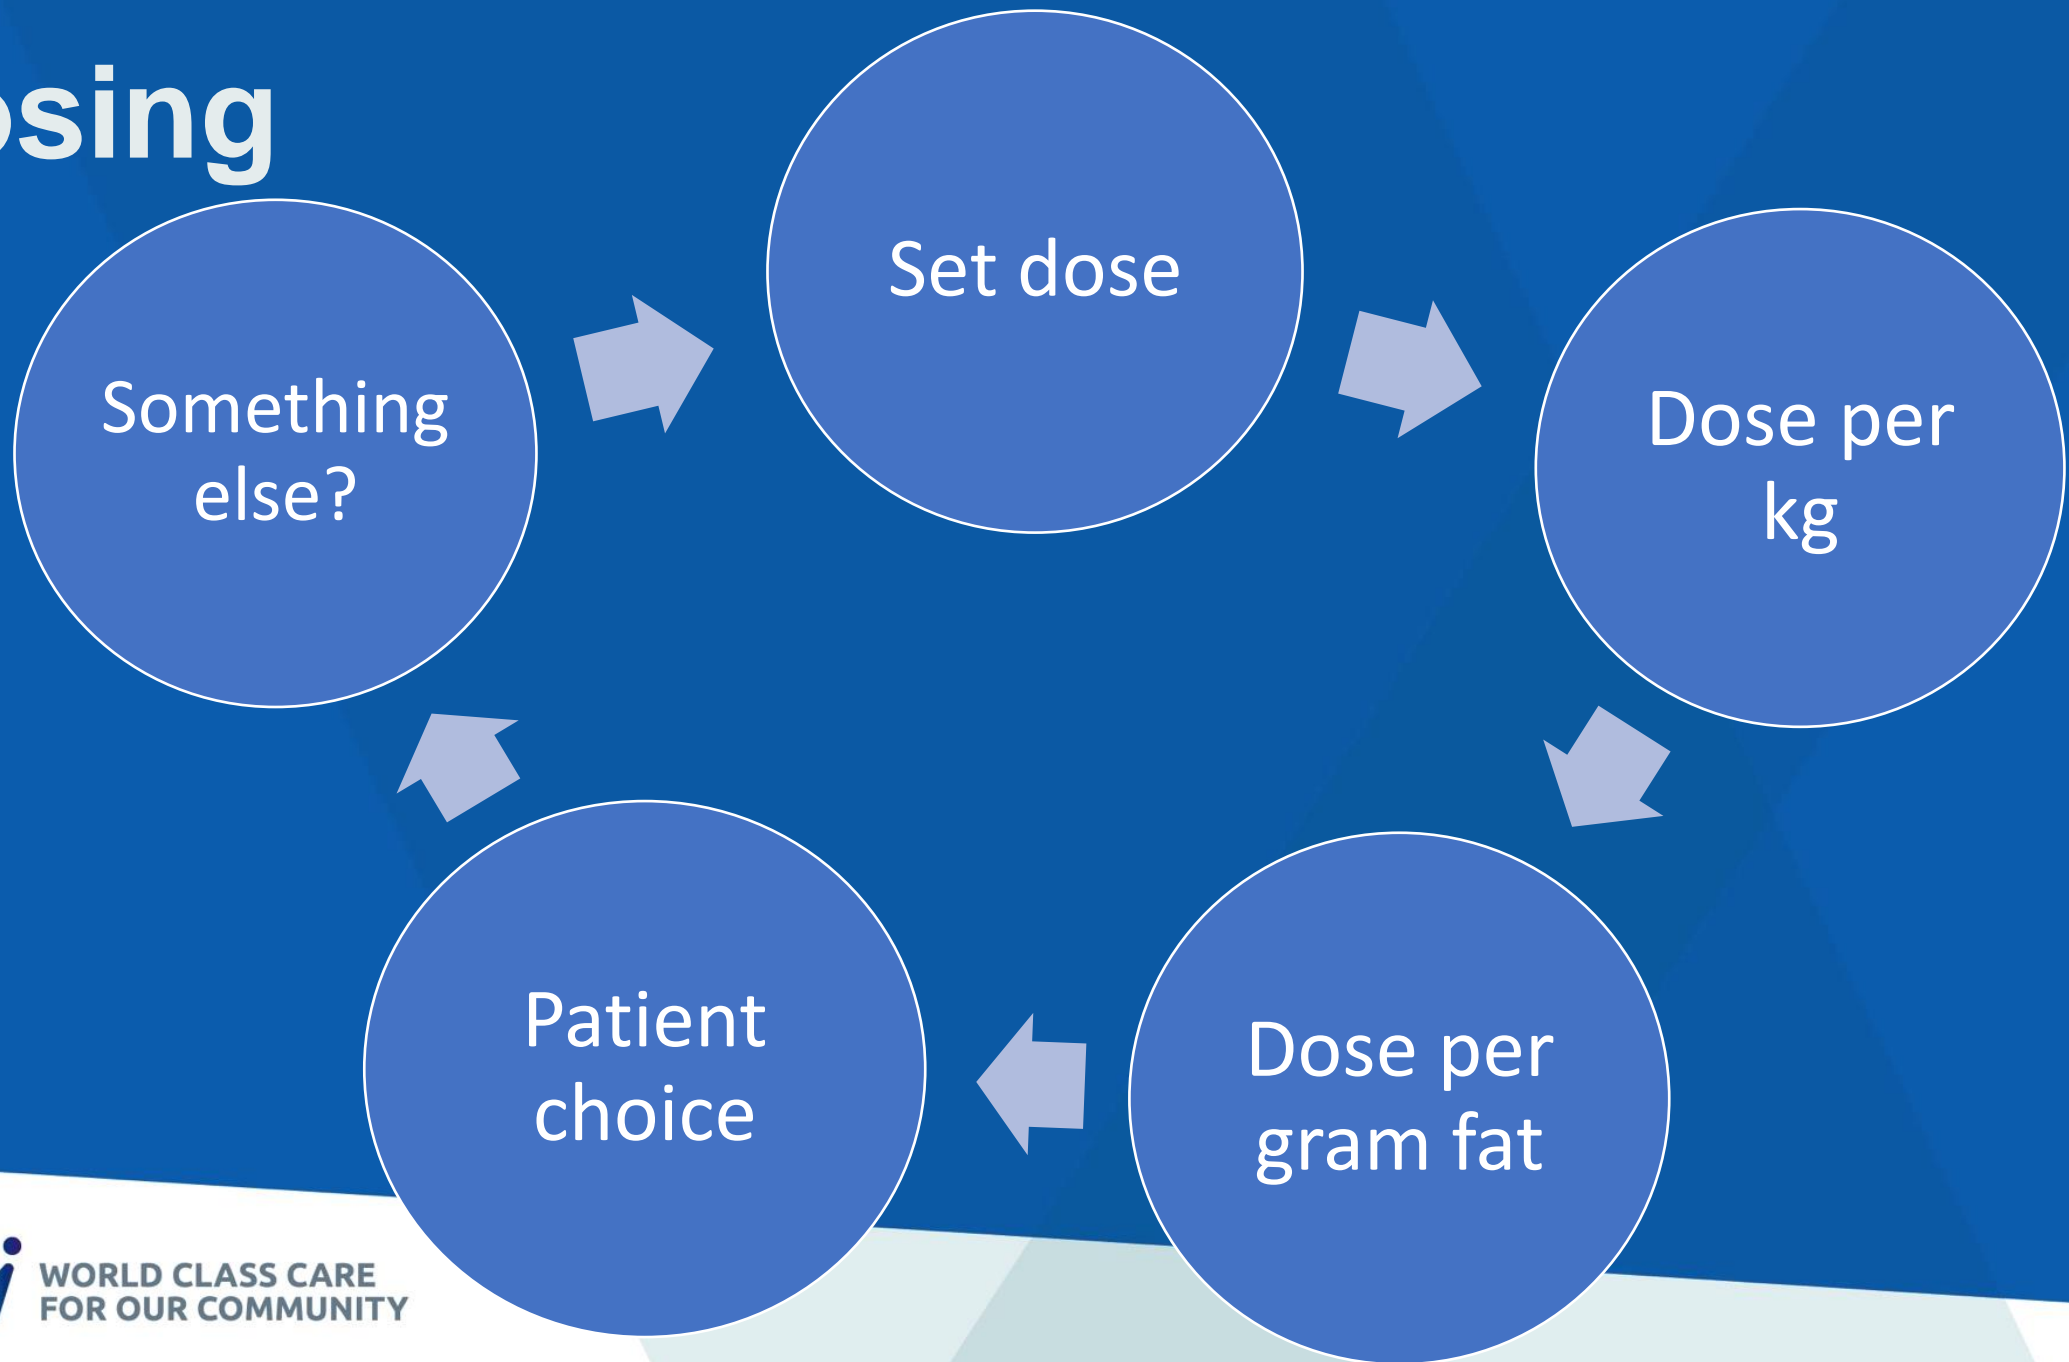 osing
Set dose
Dose per
kg
Dose per
gram fat
Patient
choice
Something
else?
WORLD CLASS CARE
FOR OUR COMMUNITY